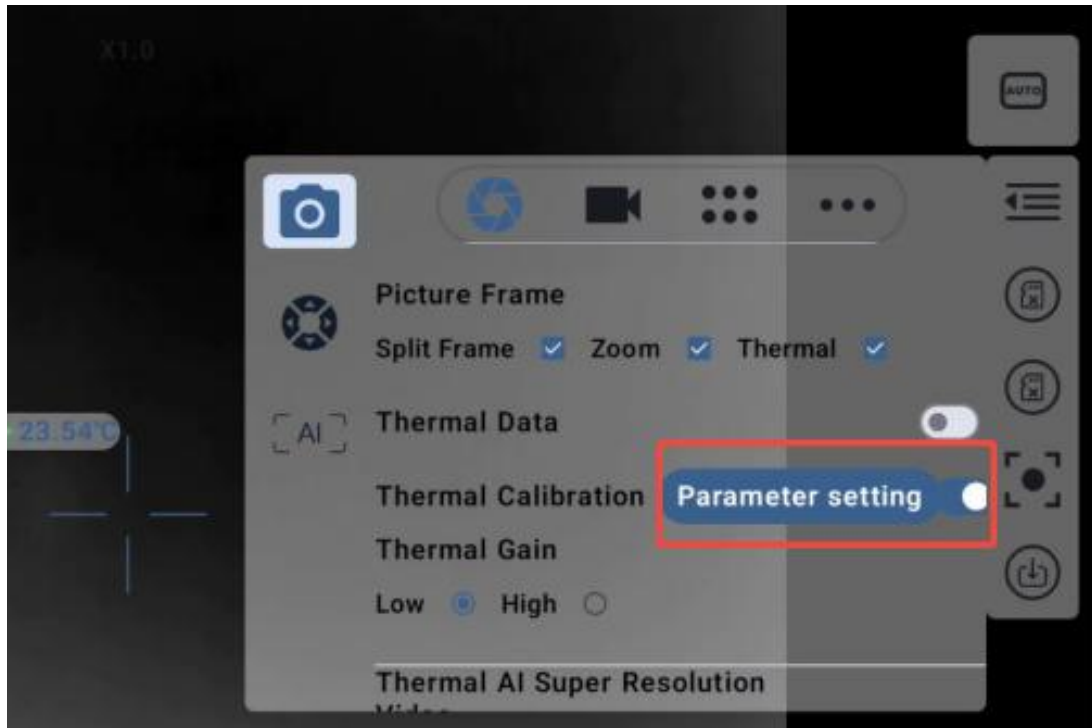 X1.0
AUTO
Picture Frame
Split Frame Zoom Thermal
AI
23.54°C
Thermal Data
Thermal Calibration Parameter setting
Thermal Gain
Low High
Thermal AI Super Resolution